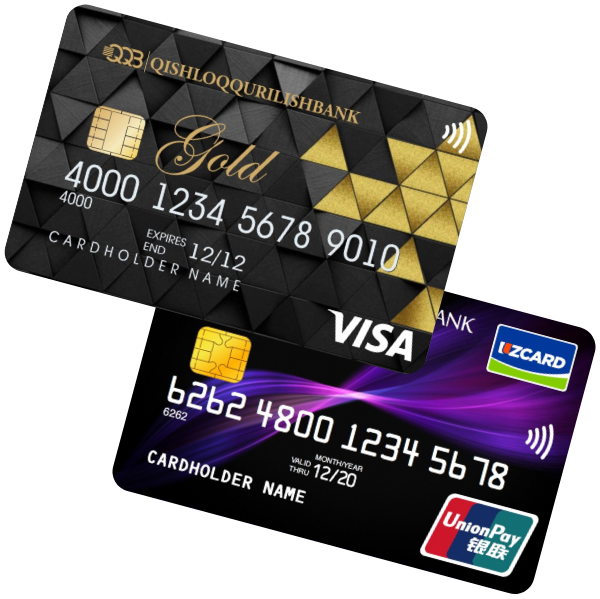 QQB QISHLOQQURILISHBANK
Gold
4000 1234 5678 9010
4000
EXPIRES
END 12/12
CARDHOLDER NAME
VISA
ANK
UZCARD
6262 4800 1234 5678
6262
MONTH/YEAR
VALID
THRU 12/20
CARDHOLDER NAME
UnionPay
银联